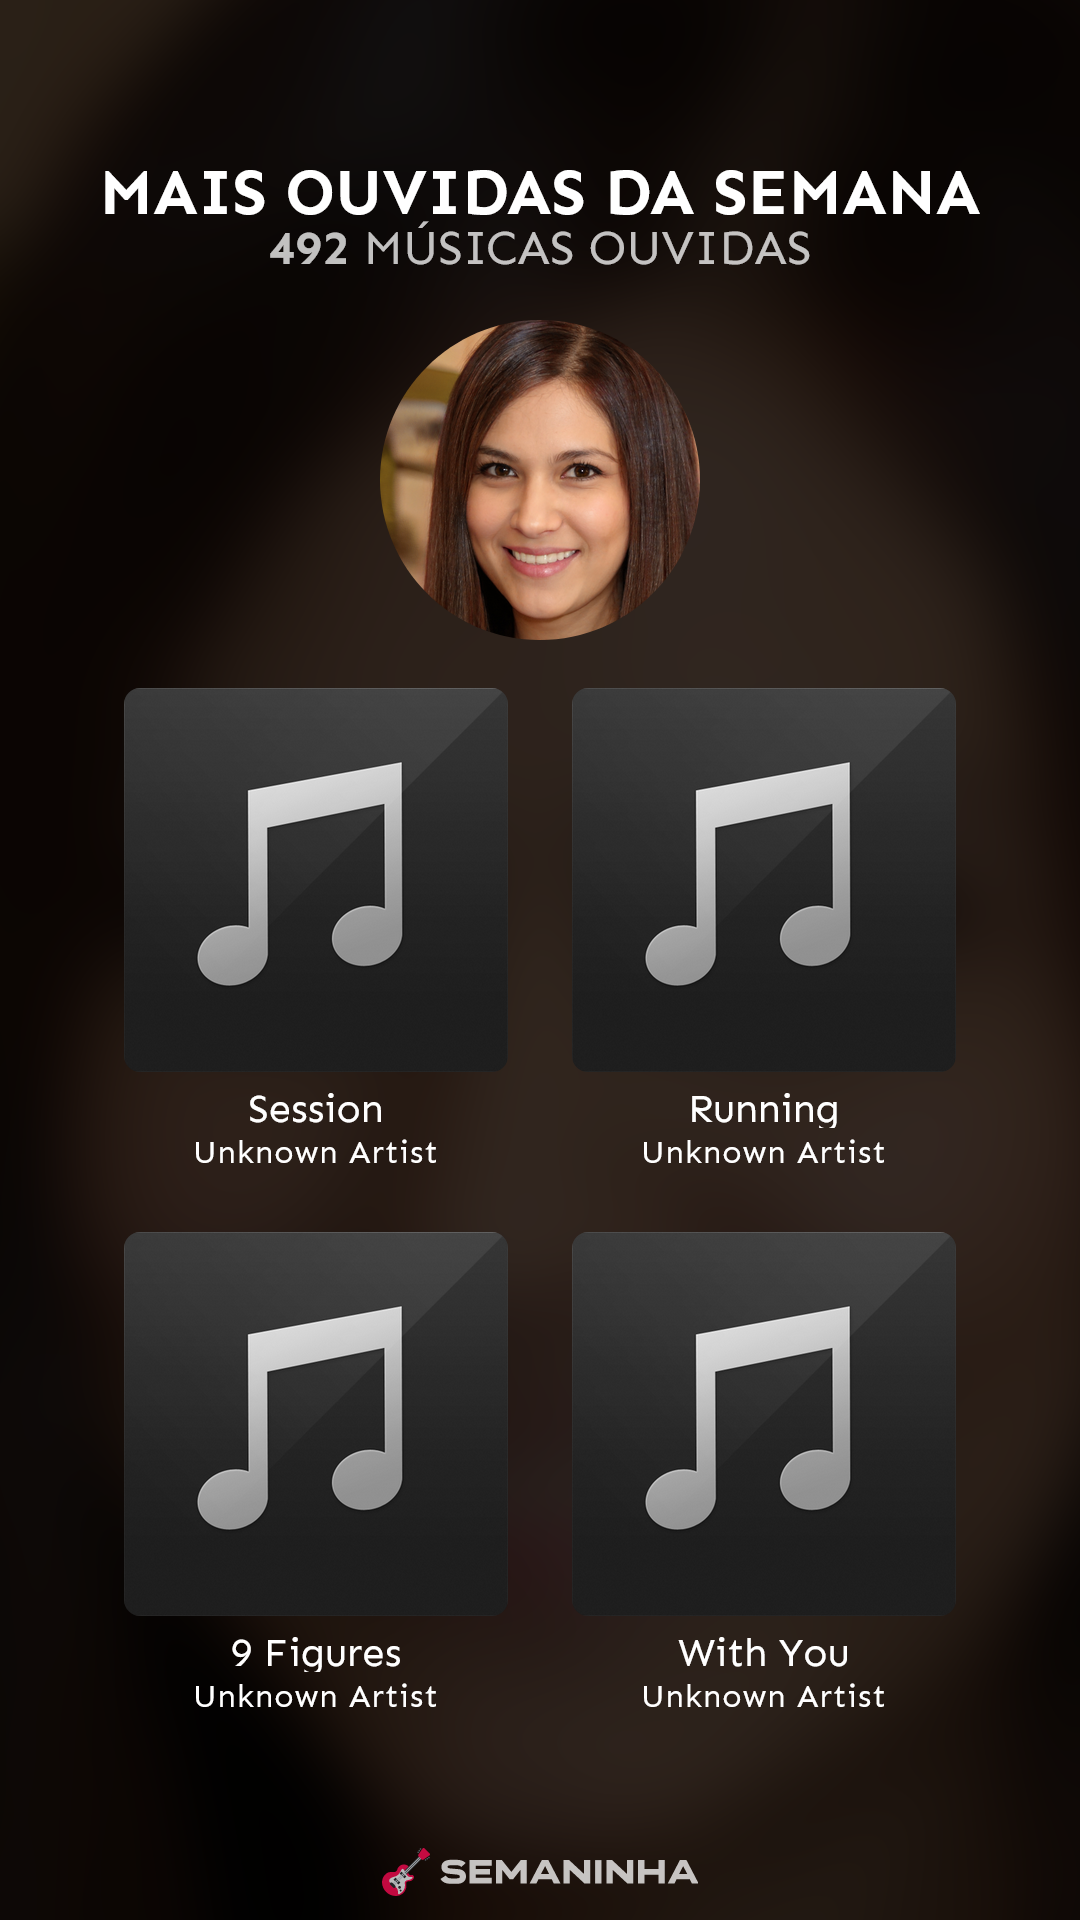 MAIS OUVIDAS DA SEMANA
492 MÚSICAS OUVIDAS
Session
Unknown Artist
Running
Unknown Artist
9 Figures
Unknown Artist
With You
Unknown Artist
SEMANINHA